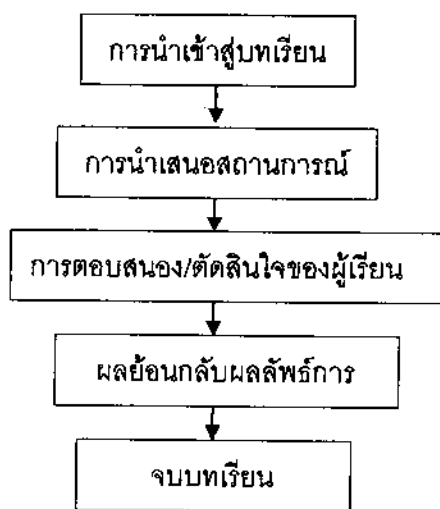 การนำเข้าสู่บทเรียน
การนำเสนอสถานการณ์
การตอบสนอง/ตัดสินใจของผู้เรียน
ผลย้อนกลับผลลัพธ์การ
จบบทเรียน